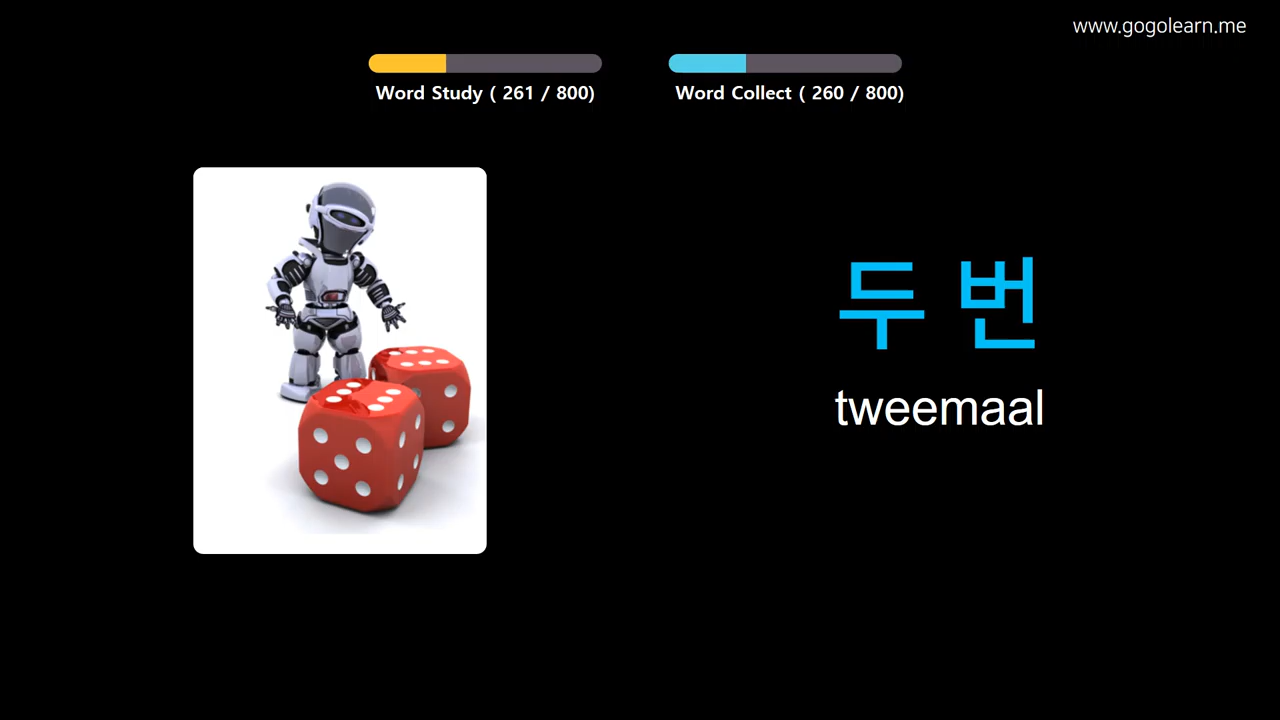 www.gogolearn.me
Word Study ( 261 / 800)
Word Collect ( 260 / 800)
두 번
tweemaal